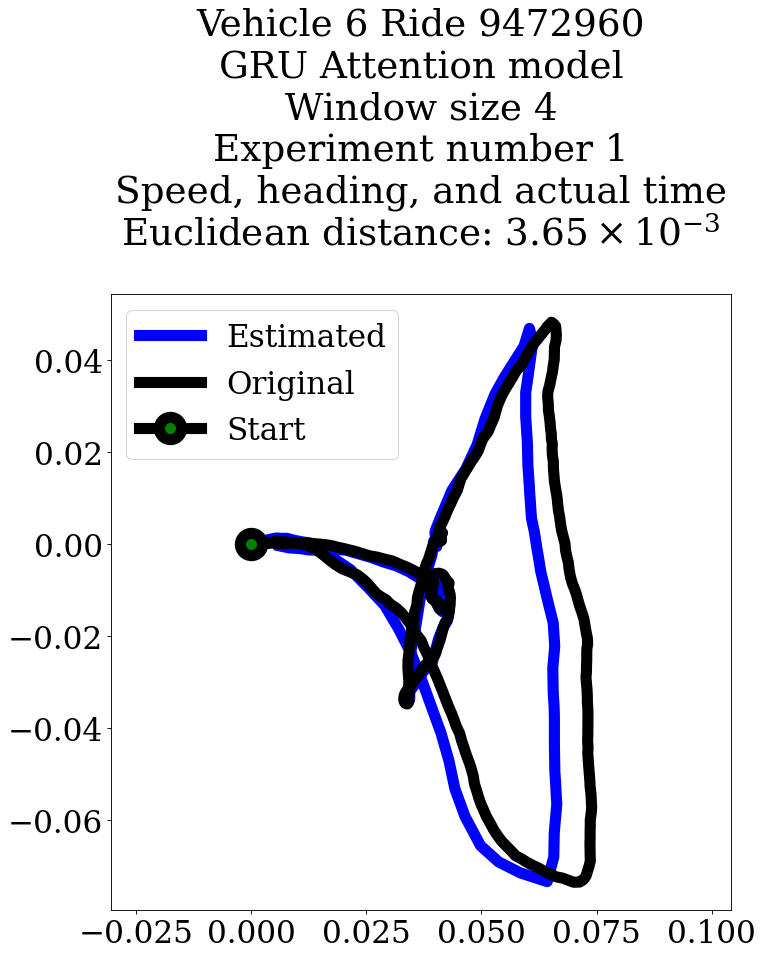 Vehicle 6 Ride 9472960
GRU Attention model
Window size 4
Experiment number 1
Speed, heading, and actual time
Euclidean distance: 3.65 × 10⁻³
Estimated
Original
Start
0.04
0.02
0.00
−0.02
−0.04
−0.06
−0.025 0.000 0.025 0.050 0.075 0.100